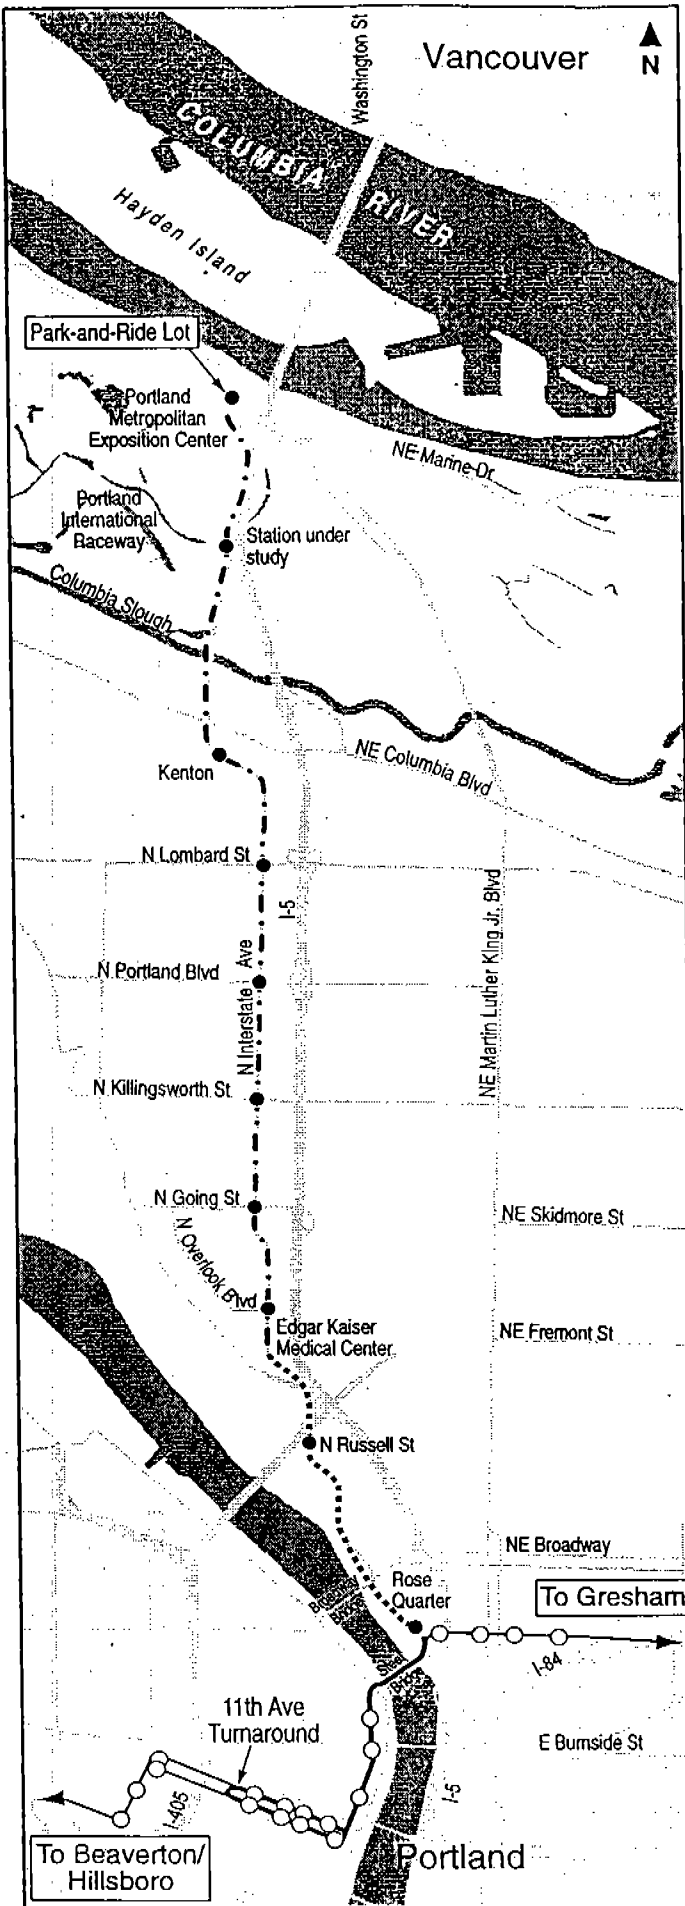 Washington St
Vancouver
N
COLUMBIA
RIVER
Hayden Island
Park-and-Ride Lot
Portland
Metropolitan
Exposition Center
NE Marine Dr
Portland
International
Raceway
Station under
study
Columbia Slough
Kenton
NE Columbia Blvd
N Lombard St
I-5
NE Martin Luther King Jr. Blvd
N Portland Blvd
N Interstate Ave
N Killingsworth St
N Going St
NE Skidmore St
N Overlook Blvd
Edgar Kaiser
Medical Center
NE Fremont St
N Russell St
NE Broadway
Rose
Quarter
Broadway
Bridge
To Gresham
Steel
Bridge
I-84
11th Ave
Turnaround
E Burnside St
I-5
I-405
To Beaverton/
Hillsboro
Portland